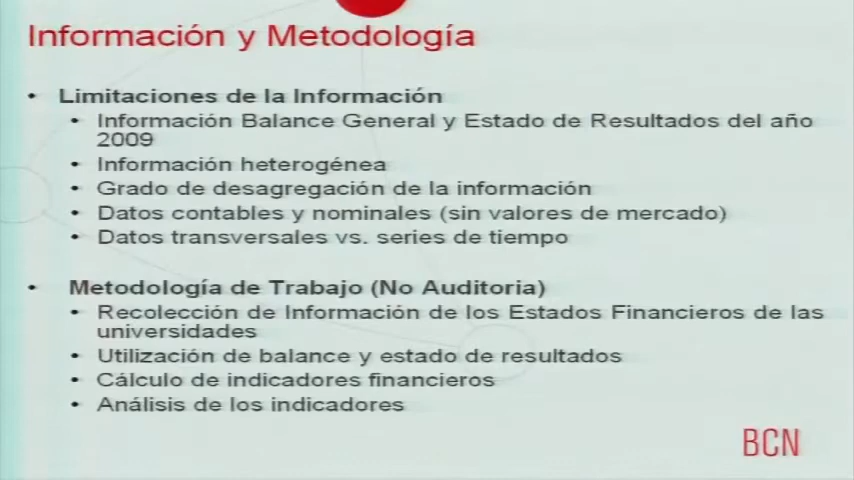 Información y Metodología
• Limitaciones de la Información
• Información Balance General y Estado de Resultados del año
2009
• Información heterogénea
• Grado de desagregación de la información
• Datos contables y nominales (sin valores de mercado)
• Datos transversales vs. series de tiempo
• Metodología de Trabajo (No Auditoria)
• Recolección de Información de los Estados Financieros de las
universidades
• Utilización de balance y estado de resultados
• Cálculo de indicadores financieros
• Análisis de los indicadores
BCN